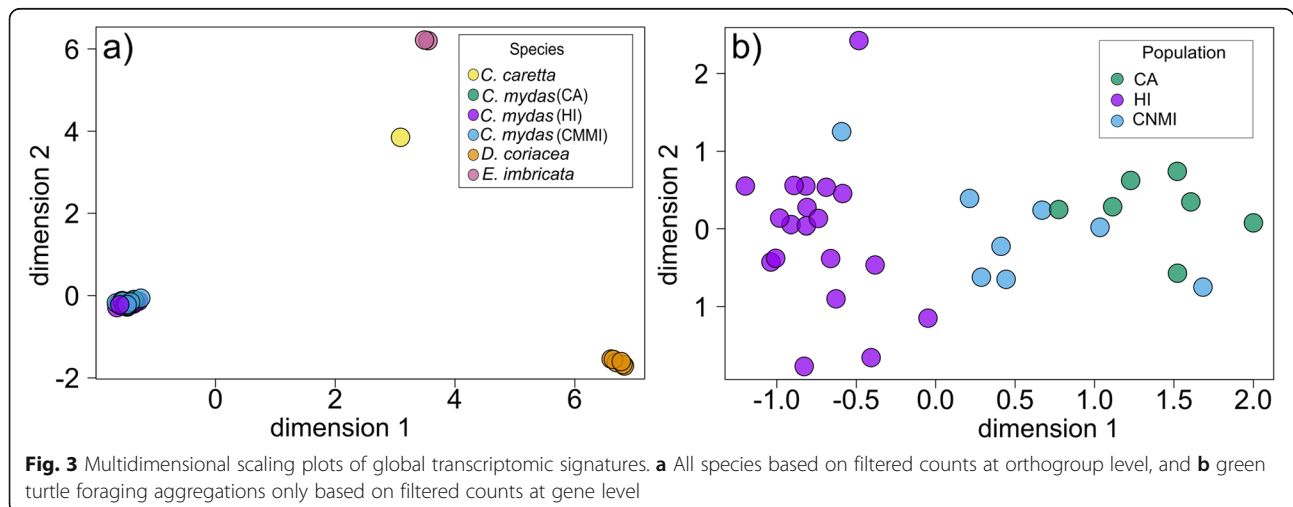 a)
6
4
2
0
-2
dimension 2
0
2
4
6
dimension 1
Species
C. caretta
C. mydas (CA)
C. mydas (HI)
C. mydas (CMMI)
D. coriacea
E. imbricata
b)
2
1
0
1
dimension 2
-1.0
-0.5
0.0
0.5
1.0
1.5
2.0
dimension 1
Population
CA
HI
CNMI
Fig. 3 Multidimensional scaling plots of global transcriptomic signatures. a All species based on filtered counts at orthogroup level, and b green
turtle foraging aggregations only based on filtered counts at gene level